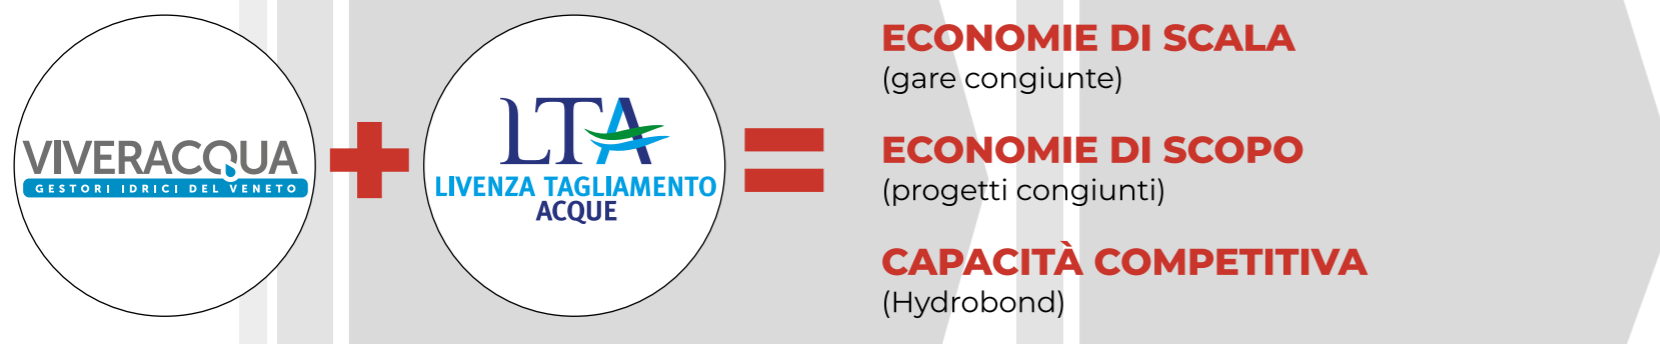 VIVERACQUA
GESTORI IDRICI DEL VENETO
+
LTA
LIVENZA TAGLIAMENTO
ACQUE
=
ECONOMIE DI SCALA
(gare congiunte)
ECONOMIE DI SCOPO
(progetti congiunti)
CAPACITÀ COMPETITIVA
(Hydrobond)